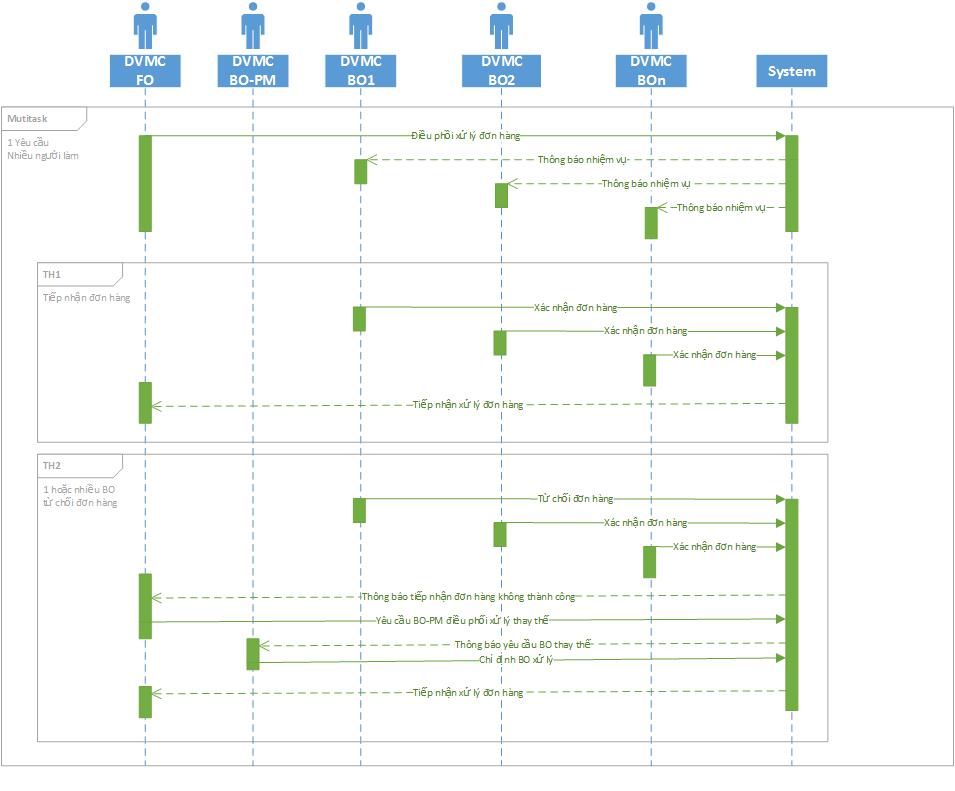 DVMC
FO
DVMC
BO-PM
DVMC
BO1
DVMC
BO2
DVMC
BOn
System
Mutitask
1 Yêu cầu
Nhiều người làm
Điều phối xử lý đơn hàng
Thông báo nhiệm vụ
Thông báo nhiệm vụ
Thông báo nhiệm vụ
TH1
Tiếp nhận đơn hàng
Xác nhận đơn hàng
Xác nhận đơn hàng
Xác nhận đơn hàng
Tiếp nhận xử lý đơn hàng
TH2
1 hoặc nhiều BO
từ chối đơn hàng
Từ chối đơn hàng
Xác nhận đơn hàng
Xác nhận đơn hàng
Thông báo tiếp nhận đơn hàng không thành công
Yêu cầu BO-PM điều phối xử lý thay thế
Thông báo yêu cầu BO thay thế
Chỉ định BO xử lý
Tiếp nhận xử lý đơn hàng